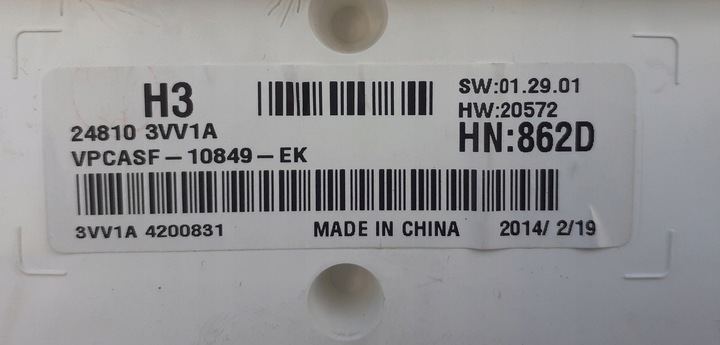 H3
SW:01.29.01
HW:20572
24810 3VV1A
HN:862D
VPCASF-10849-EK
3VV1A 4200831 MADE IN CHINA 2014/ 2/19